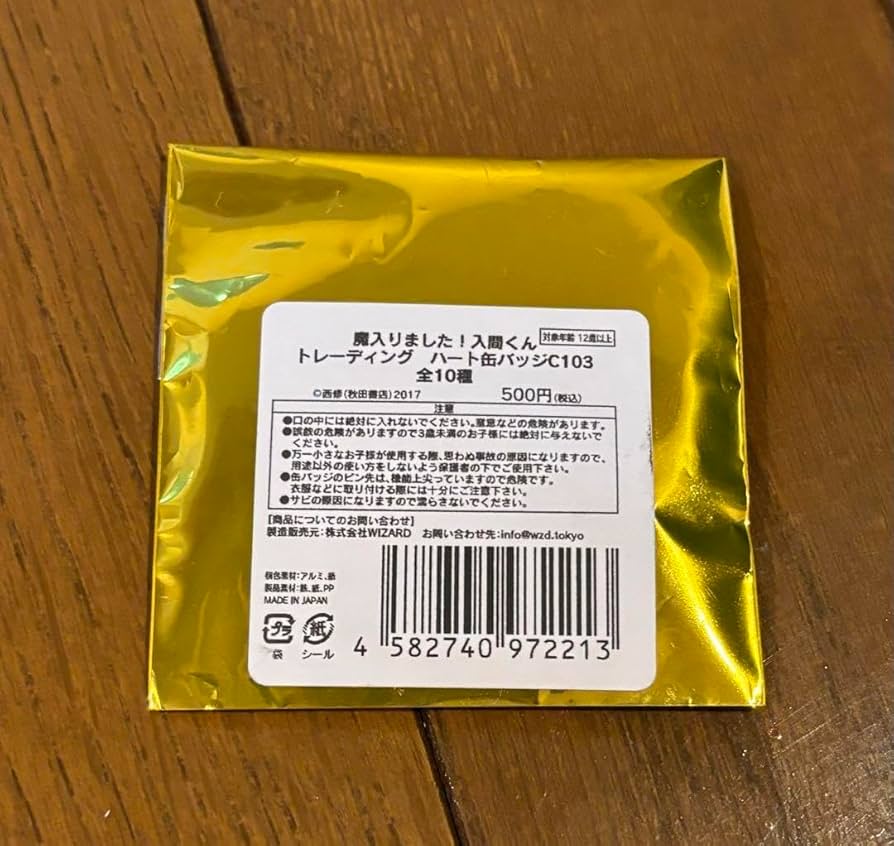 魔入りました！入間くん 対象年齢 12歳以上
トレーディング ハート缶バッジC103
全10種
©西修(秋田書店)2017 500円(税込)
注意
●口の中には絶対に入れないでください。窒息などの危険があります。
●誤飲の危険がありますので3歳未満のお子様には絶対に与えないで
ください。
●万一小さなお子様が使用する際、思わぬ事故の原因になりますので、
用途以外の使い方をしないよう保護者の下でご使用下さい。
●缶バッジのピン先は、機能上尖っていますので危険です。
衣服などに取り付ける際には十分にご注意下さい。
●サビの原因になりますので濡らさないでください。
[商品についてのお問い合わせ]
製造販売元：株式会社WIZARD お問い合わせ先：info@wzd.tokyo
梱包素材：アルミ、紙
製品素材：鉄、紙、PP
MADE IN JAPAN
プラ 紙
袋 シール
4 582740 972213